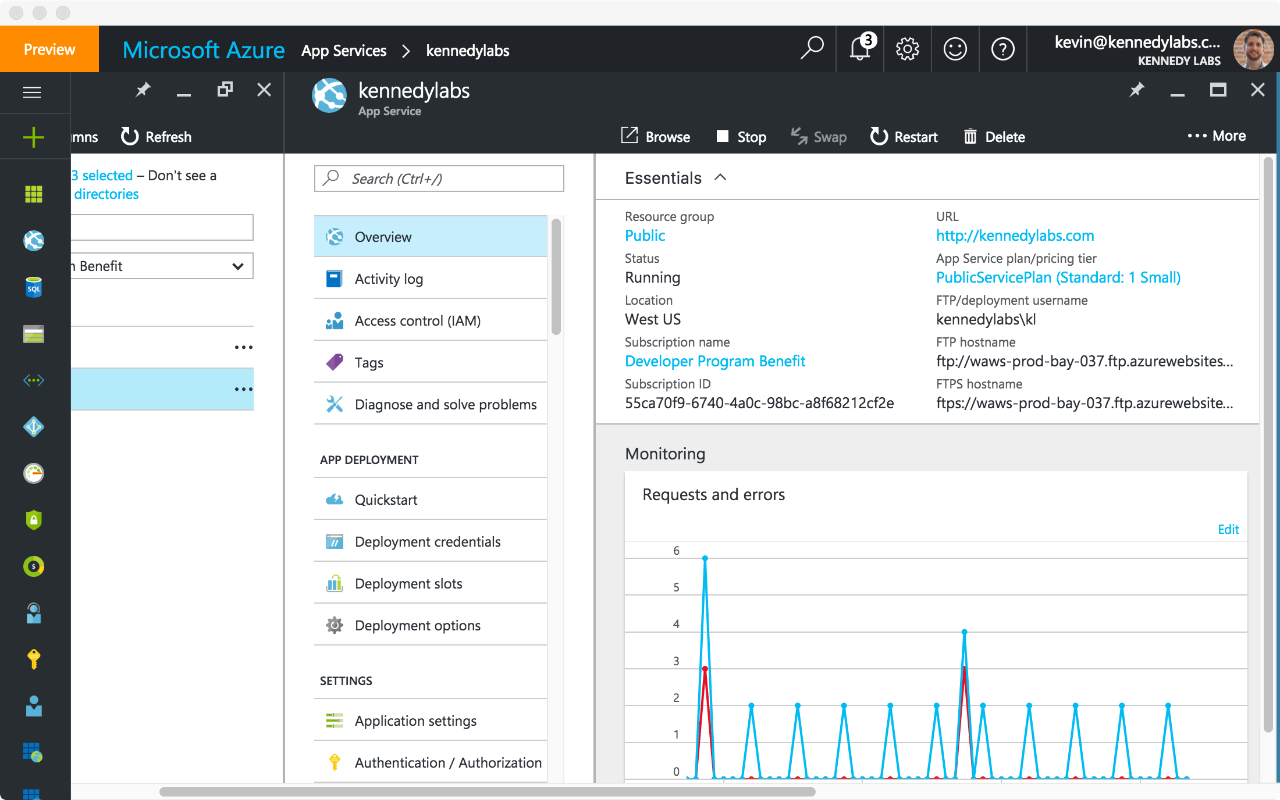 Preview
Microsoft Azure App Services > kennedylabs
3
kevin@kennedylabs.c...
KENNEDY LABS
mns Refresh
3 selected – Don't see a
directories
n Benefit
SQL
kennedylabs
App Service
Browse Stop Swap Restart Delete ... More
Search (Ctrl+/)
Overview
Activity log
Access control (IAM)
Tags
Diagnose and solve problems
APP DEPLOYMENT
Quickstart
Deployment credentials
Deployment slots
Deployment options
SETTINGS
Application settings
Authentication / Authorization
Essentials
Resource group
Public
Status
Running
Location
West US
Subscription name
Developer Program Benefit
Subscription ID
55ca70f9-6740-4a0c-98bc-a8f68212cf2e
URL
http://kennedylabs.com
App Service plan/pricing tier
PublicServicePlan (Standard: 1 Small)
FTP/deployment username
kennedylabs\kl
FTP hostname
ftp://waws-prod-bay-037.ftp.azurewebsites...
FTPS hostname
ftps://waws-prod-bay-037.ftp.azurewebsite...
Monitoring
Requests and errors
Edit
6
5
4
3
2
1
0